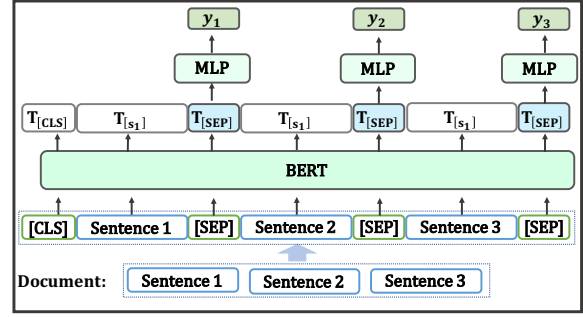 y1 y2 y3
MLP MLP MLP
T[CLS] T[s1] T[SEP] T[s1] T[SEP] T[s1] T[SEP]
BERT
[CLS] Sentence 1 [SEP] Sentence 2 [SEP] Sentence 3 [SEP]
Document: Sentence 1 Sentence 2 Sentence 3